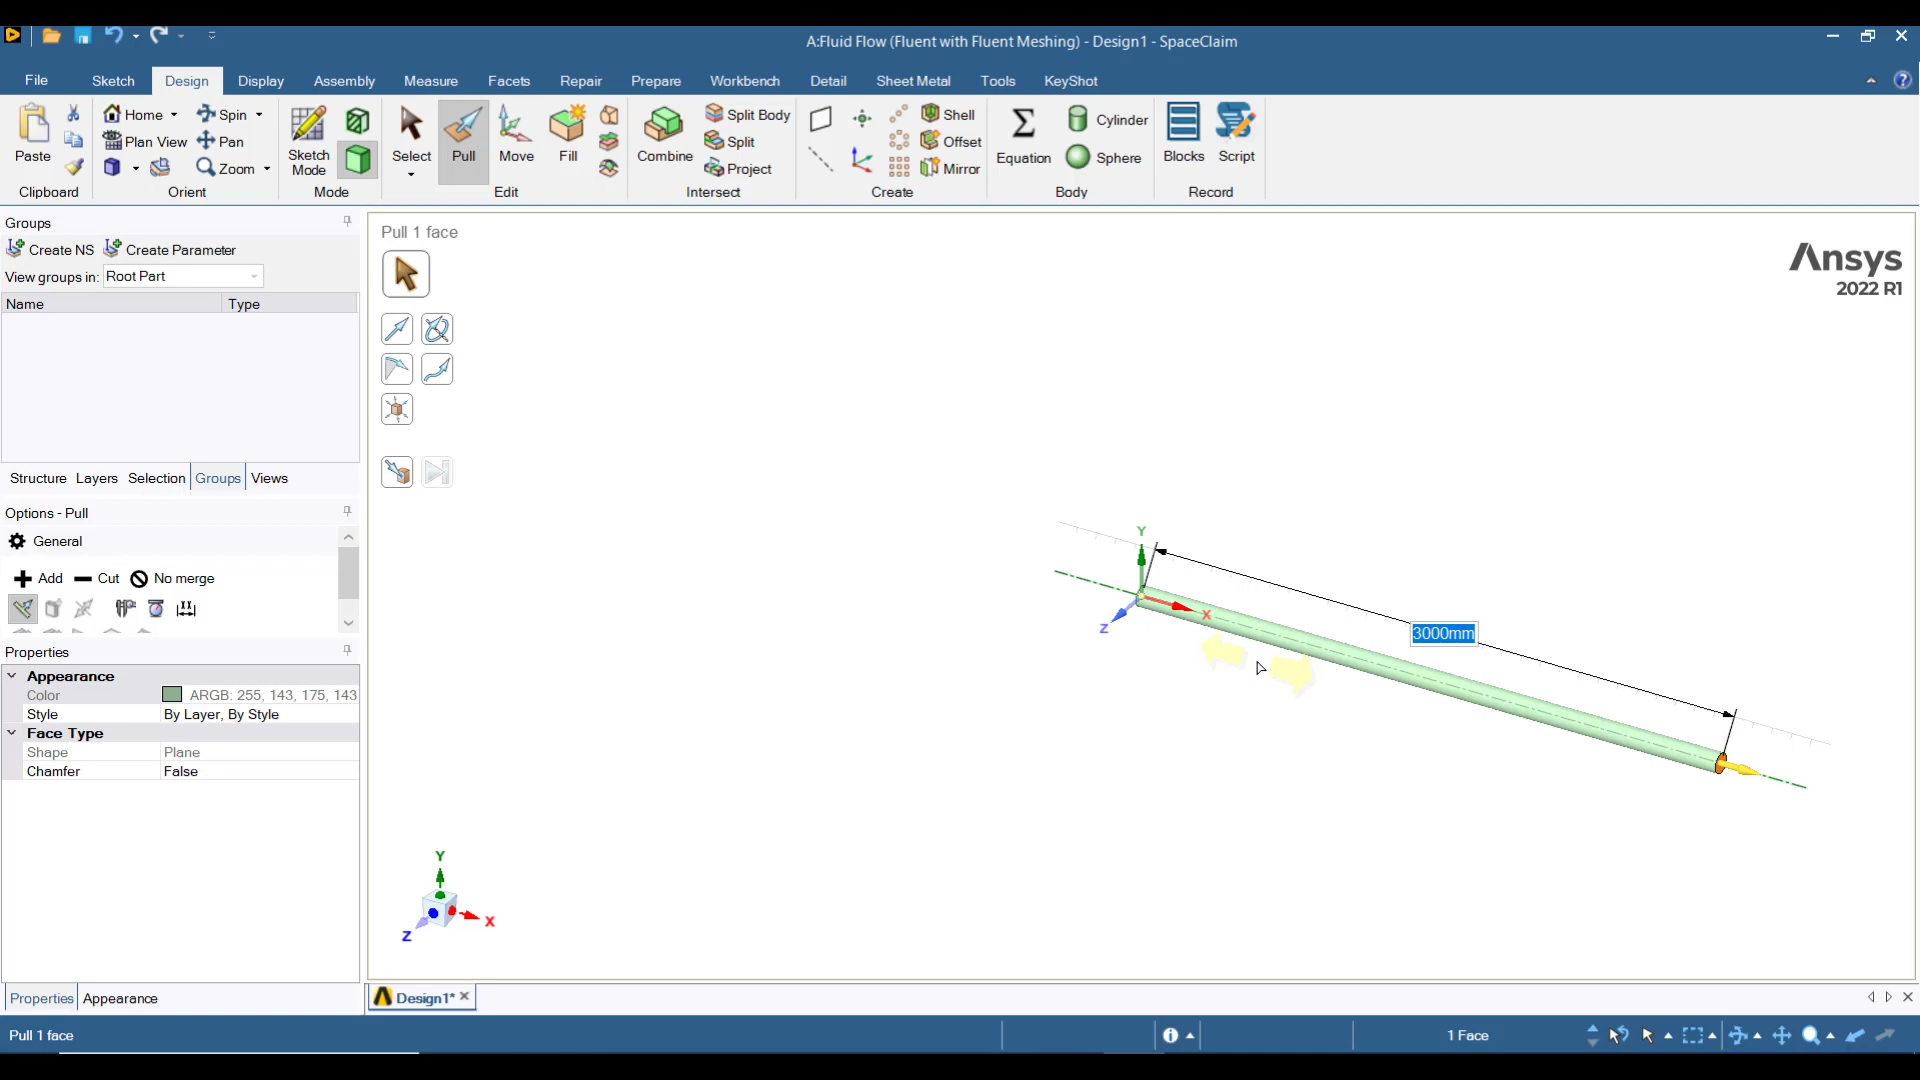 A:Fluid Flow (Fluent with Fluent Meshing) - Design1 - SpaceClaim
File Sketch Design Display Assembly Measure Facets Repair Prepare Workbench Detail Sheet Metal Tools KeyShot
Home Spin Split Body Shell Cylinder
Plan View Pan Split Offset
Paste Sketch Mode Select Pull Move Fill Combine Equation Sphere Blocks Script
Zoom Project Mirror
Clipboard Orient Mode Edit Intersect Create Body Record
Groups
Create NS Create Parameter
View groups in: Root Part
Name Type
Structure Layers Selection Groups Views
Options - Pull
General
Add Cut No merge
Properties
Appearance
Color ARGB: 255, 143, 175, 143
Style By Layer, By Style
Face Type
Shape Plane
Chamfer False
Properties Appearance
Pull 1 face
Ansys
2022 R1
Y
X
Z
3000mm
Y
X
Z
Design1*
Pull 1 face
1 Face